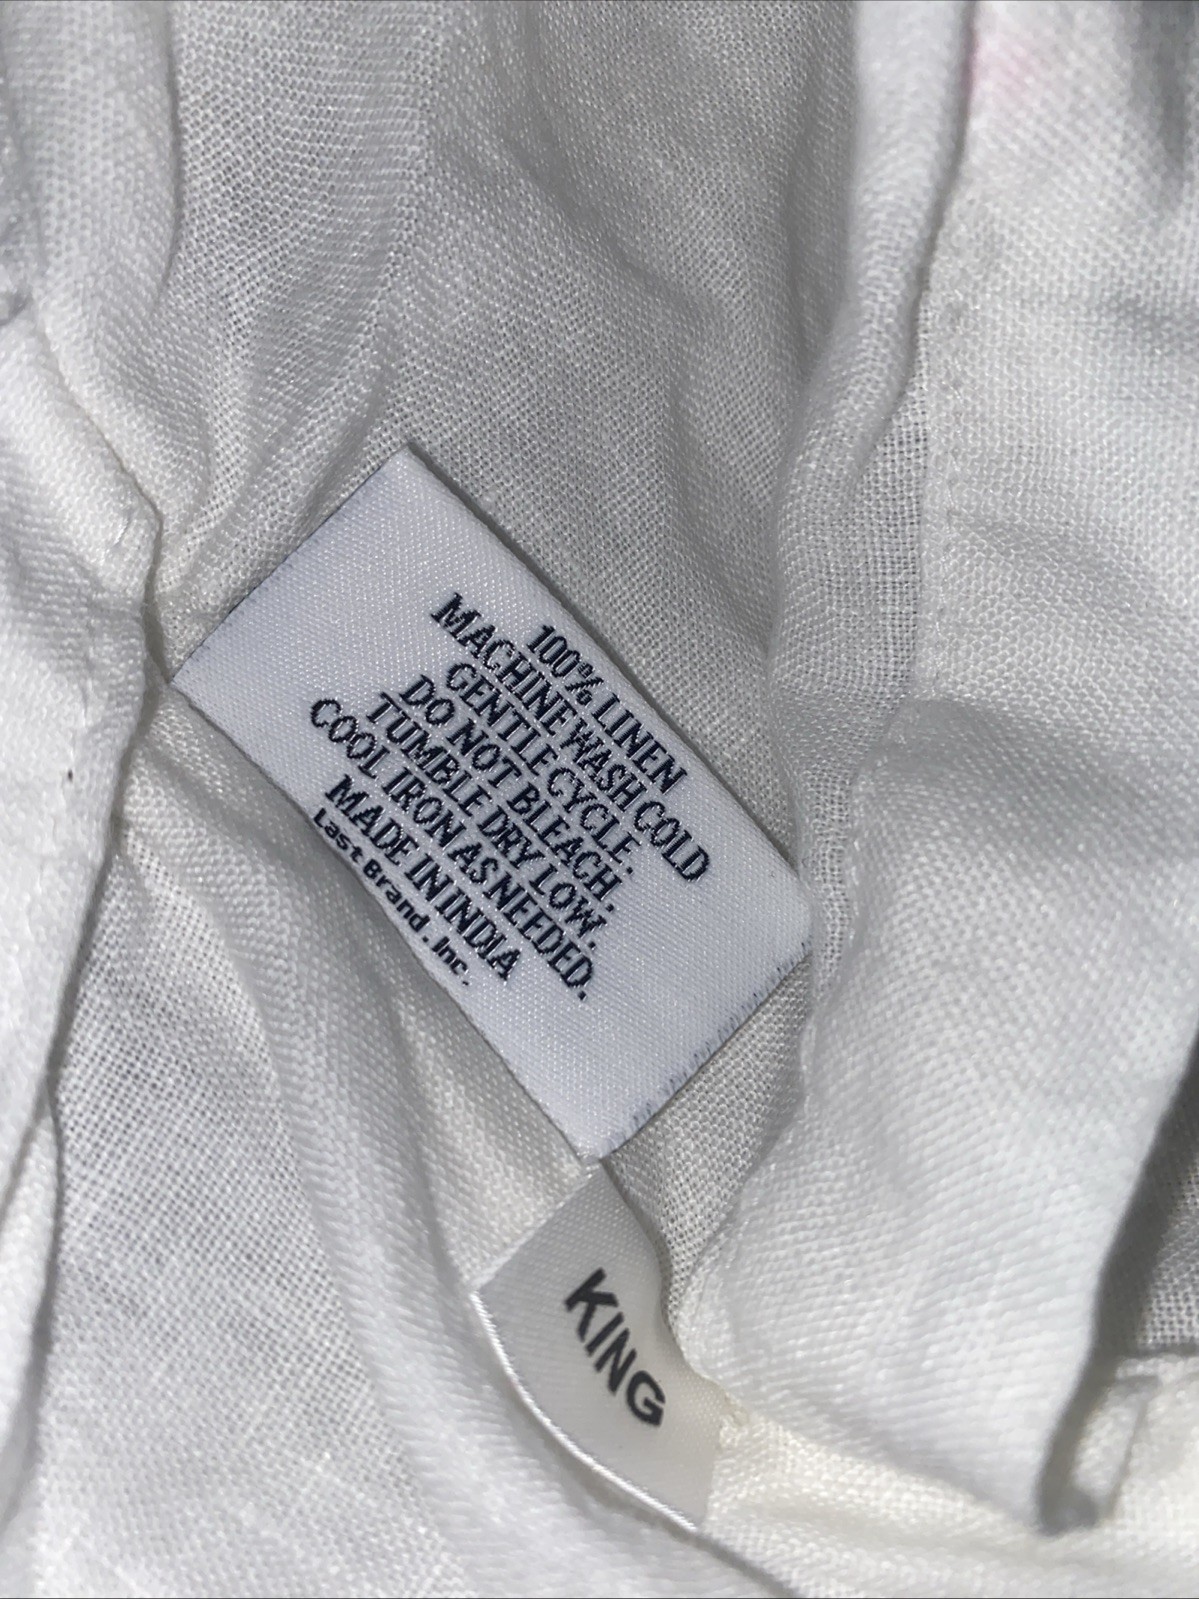 100% LINEN
MACHINE WASH COLD
GENTLE CYCLE.
DO NOT BLEACH.
TUMBLE DRY LOW.
COOL IRON AS NEEDED.
MADE IN INDIA
Last Brand. Inc.
KING